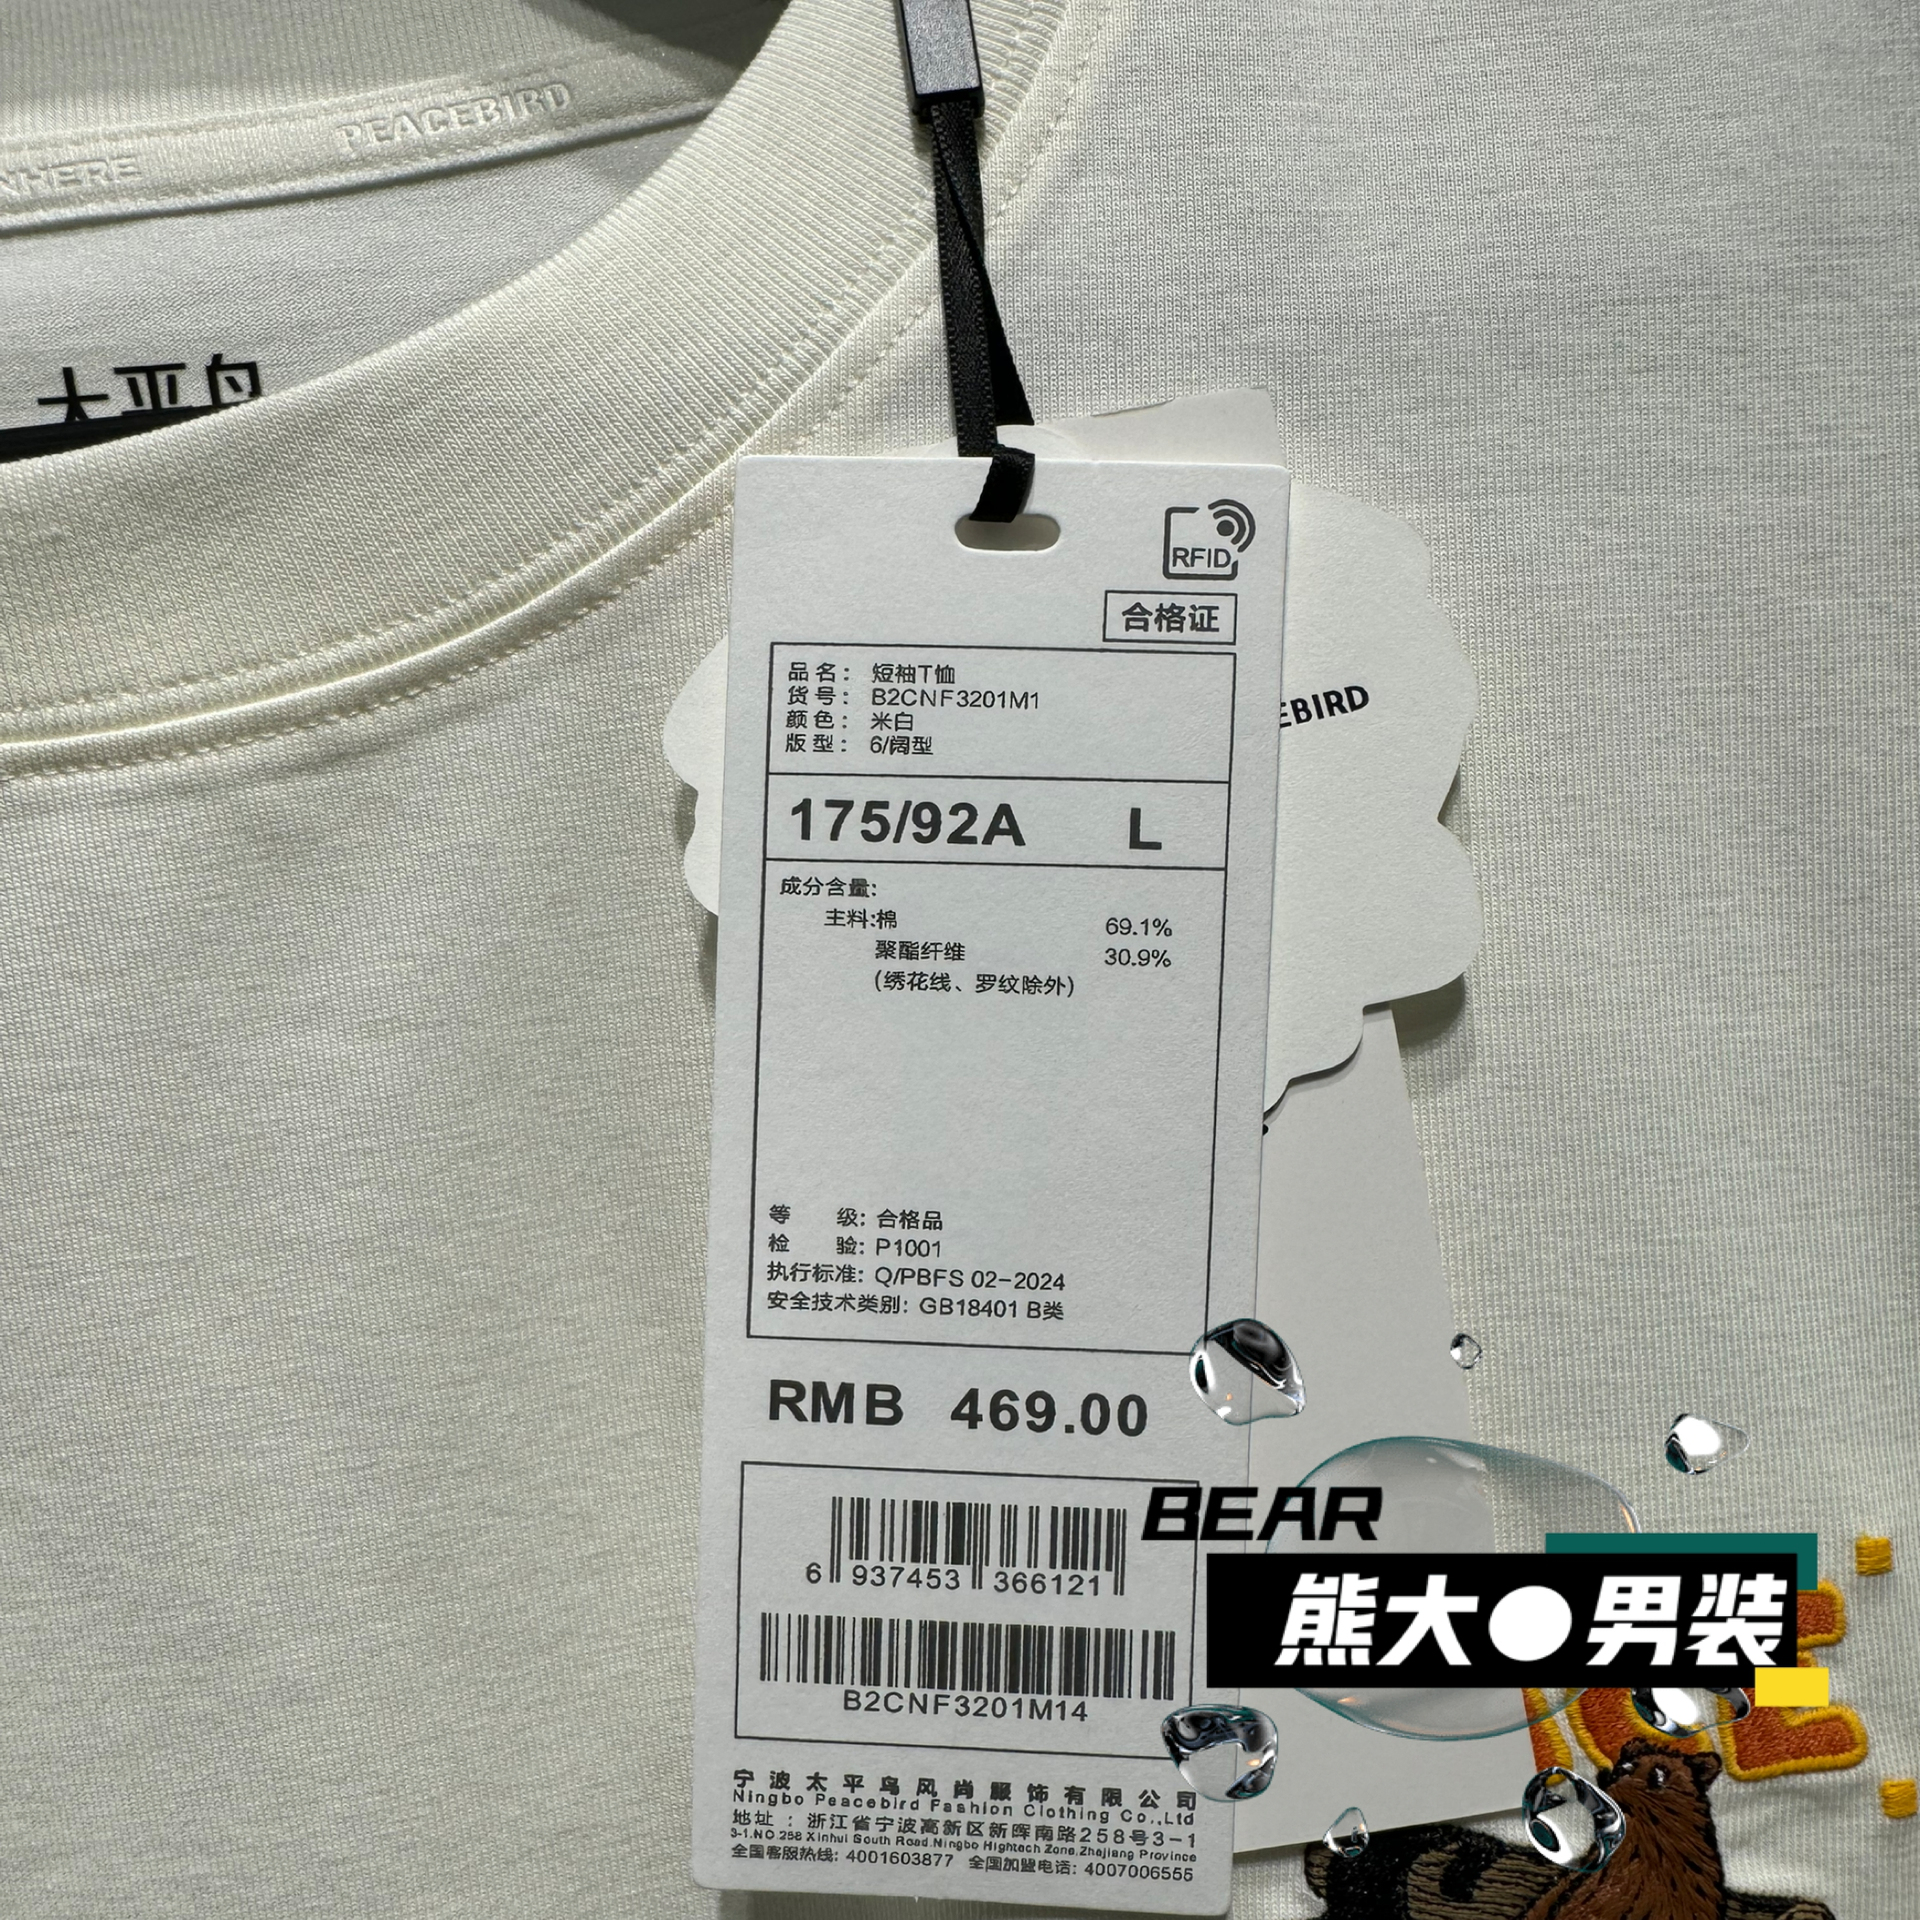 PEACEBIRD
太平鸟
RFID
合格证
品名： 短袖T恤
货号： B2CNF3201M1
颜色： 米白
版型： 6/阔型
EBIRD
175/92A L
成分含量:
主料:棉 69.1%
聚酯纤维 30.9%
(绣花线、罗纹除外)
等 级: 合格品
检 验: P1001
执行标准: Q/PBFS 02-2024
安全技术类别: GB18401 B类
RMB 469.00
BEAR
熊大●男装
6 937453 366121
B2CNF3201M14
宁波太平鸟风尚服饰有限公司
Ningbo Peacebird Fashion Clothing Co.,Ltd
地址：浙江省宁波高新区新晖南路258号3-1
3-1.NO 258 Xinhui South Road.Ningbo Hightech Zone,Zhejiang Province
全国客服热线: 4001603877 全国加盟电话: 4007006555